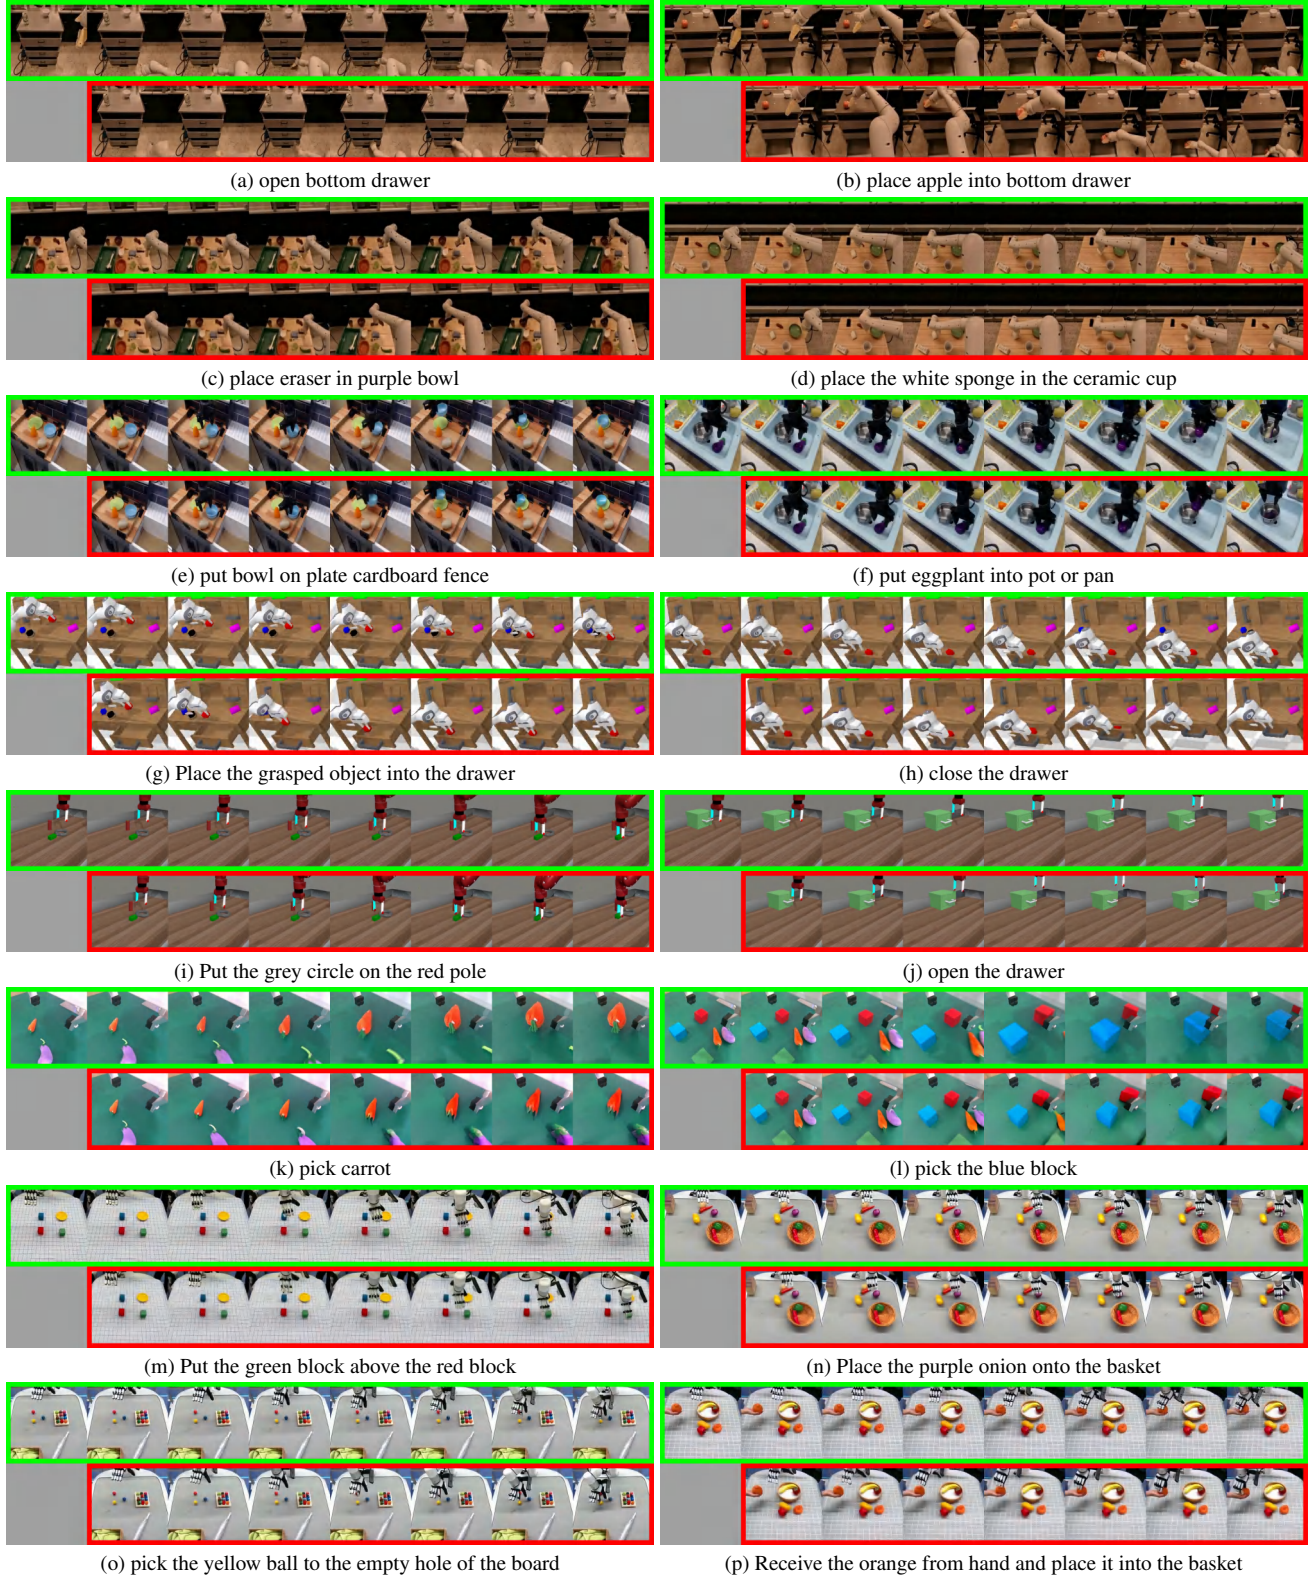 (a) open bottom drawer
(b) place apple into bottom drawer
(c) place eraser in purple bowl
(d) place the white sponge in the ceramic cup
(e) put bowl on plate cardboard fence
(f) put eggplant into pot or pan
(g) Place the grasped object into the drawer
(h) close the drawer
(i) Put the grey circle on the red pole
(j) open the drawer
(k) pick carrot
(l) pick the blue block
(m) Put the green block above the red block
(n) Place the purple onion onto the basket
(o) pick the yellow ball to the empty hole of the board
(p) Receive the orange from hand and place it into the basket